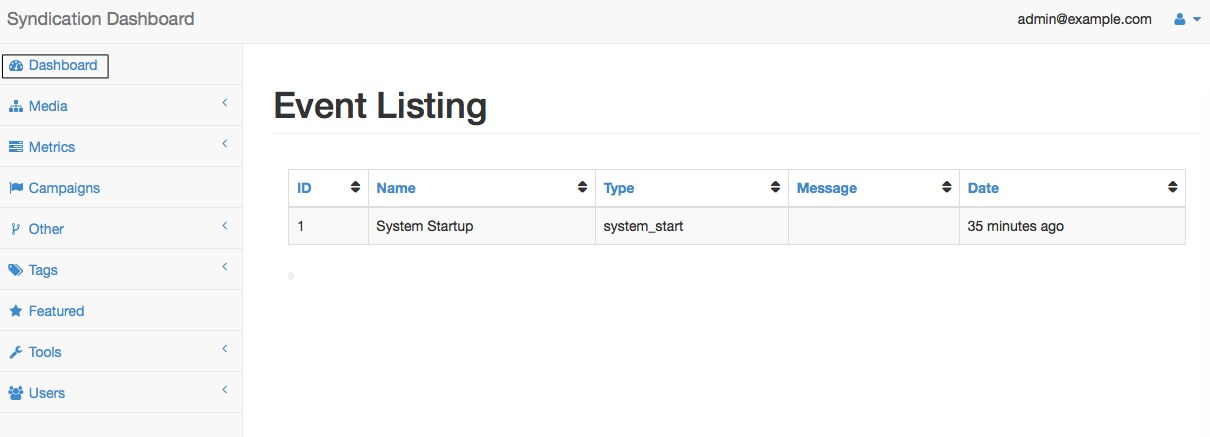 Syndication Dashboard
admin@example.com
Dashboard
Media
Metrics
Campaigns
Other
Tags
Featured
Tools
Users
Event Listing
ID Name Type Message Date
1 System Startup system_start 35 minutes ago